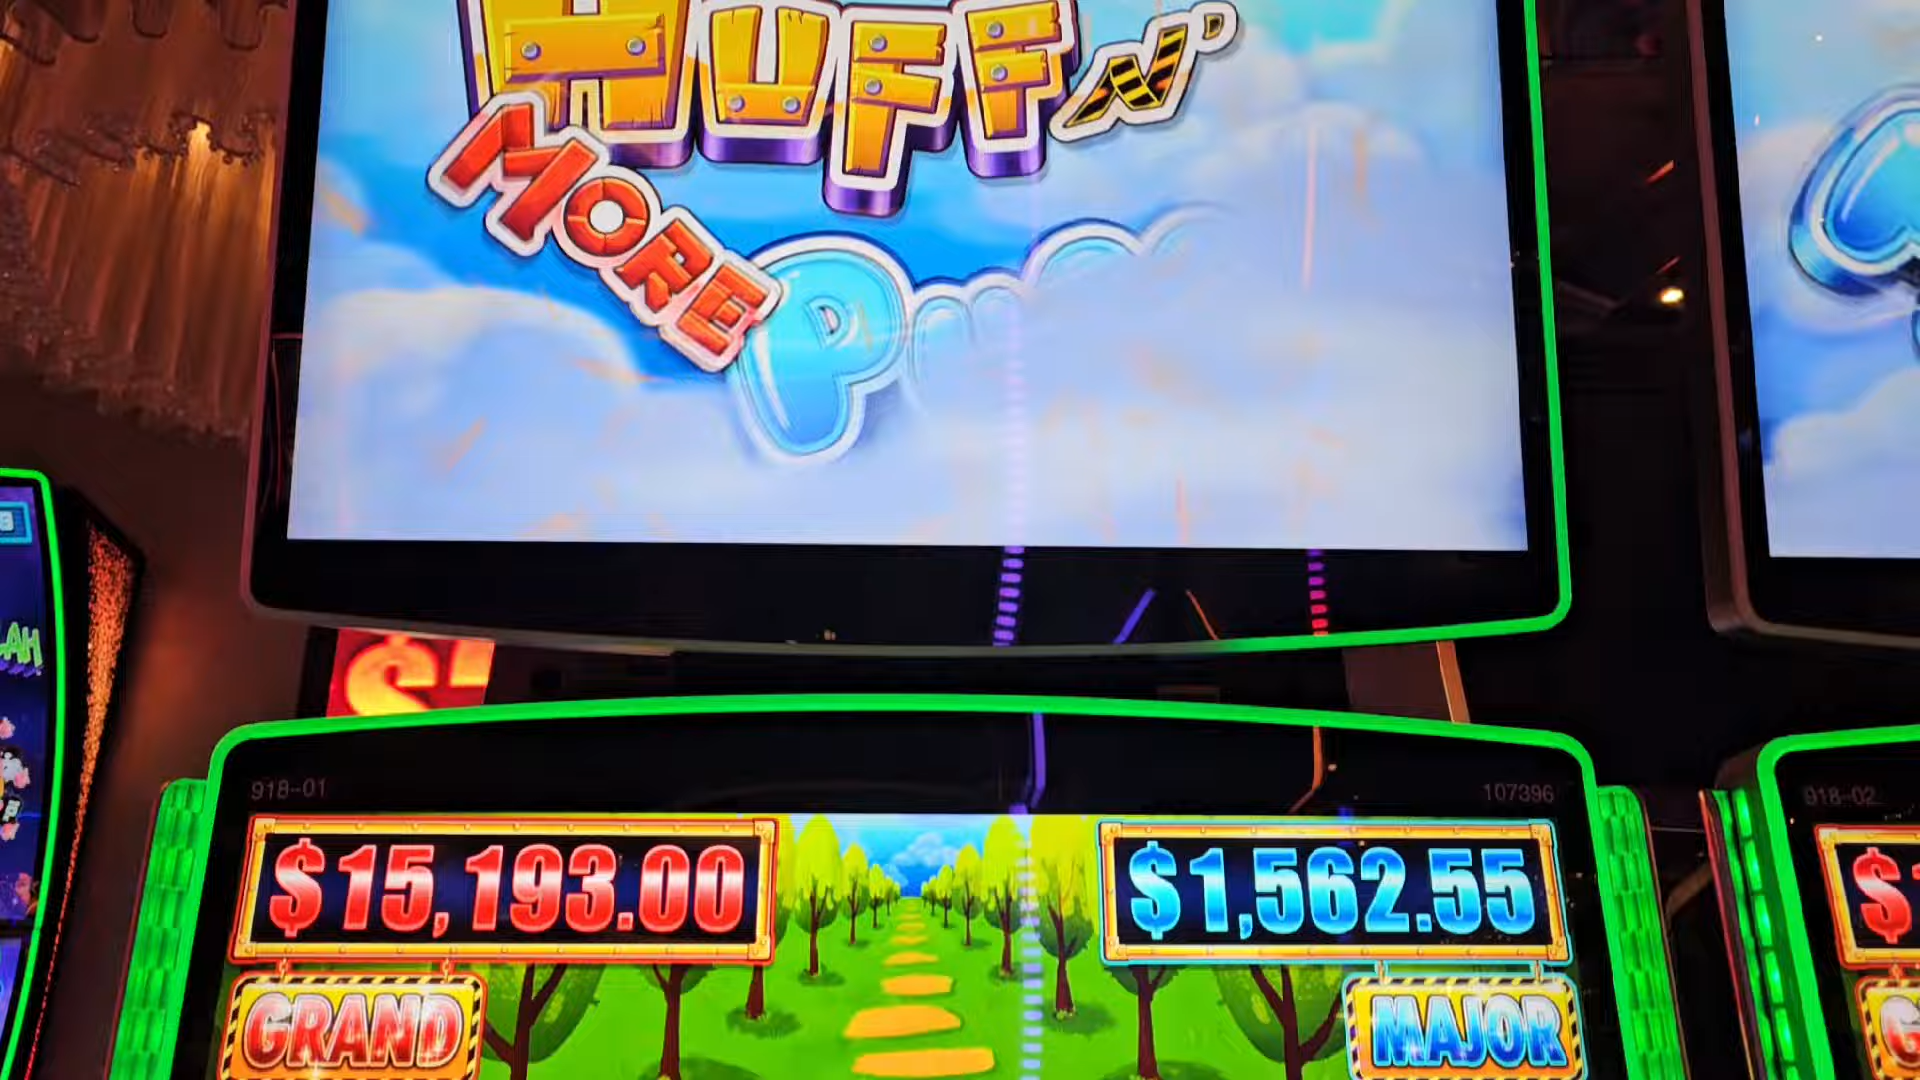 HUFF N'
MORE
$
918-01
107396
918-02
$15,193.00
$1,562.55
GRAND
MAJOR